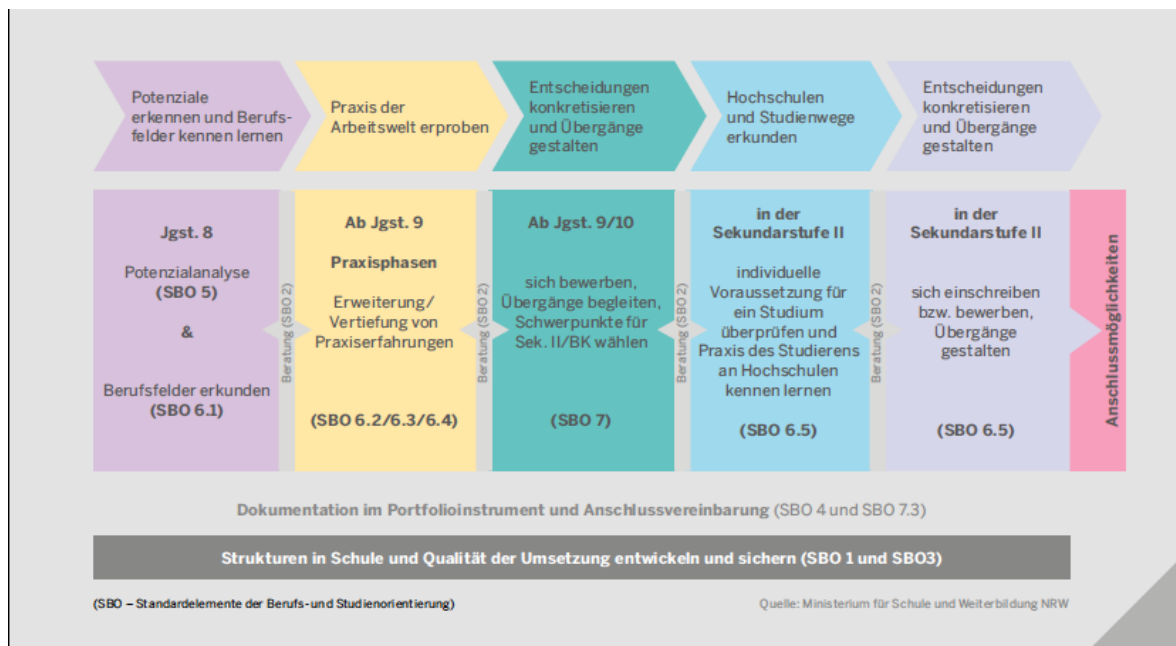 Potenziale
erkennen und Berufs-
felder kennen lernen
Praxis der
Arbeitswelt erproben
Entscheidungen
konkretisieren
und Übergänge
gestalten
Hochschulen
und Studienwege
erkunden
Entscheidungen
konkretisieren
und Übergänge
gestalten
Jgst. 8
Potenzialanalyse
(SBO 5)
&
Berufsfelder erkunden
(SBO 6.1)
Beratung (SBO 2)
Ab Jgst. 9
Praxisphasen
Erweiterung/
Vertiefung von
Praxiserfahrungen
(SBO 6.2/6.3/6.4)
Beratung (SBO 2)
Ab Jgst. 9/10
sich bewerben,
Übergänge begleiten,
Schwerpunkte für
Sek. II/BK wählen
(SBO 7)
Beratung (SBO 2)
in der
Sekundarstufe II
individuelle
Voraussetzung für
ein Studium
überprüfen und
Praxis des Studierens
an Hochschulen
kennen lernen
(SBO 6.5)
Beratung (SBO 2)
in der
Sekundarstufe II
sich einschreiben
bzw. bewerben,
Übergänge
gestalten
(SBO 6.5)
Anschlussmöglichkeiten
Dokumentation im Portfolioinstrument und Anschlussvereinbarung (SBO 4 und SBO 7.3)
Strukturen in Schule und Qualität der Umsetzung entwickeln und sichern (SBO 1 und SBO3)
(SBO – Standardelemente der Berufs-und Studienorientierung)
Quelle: Ministerium für Schule und Weiterbildung NRW